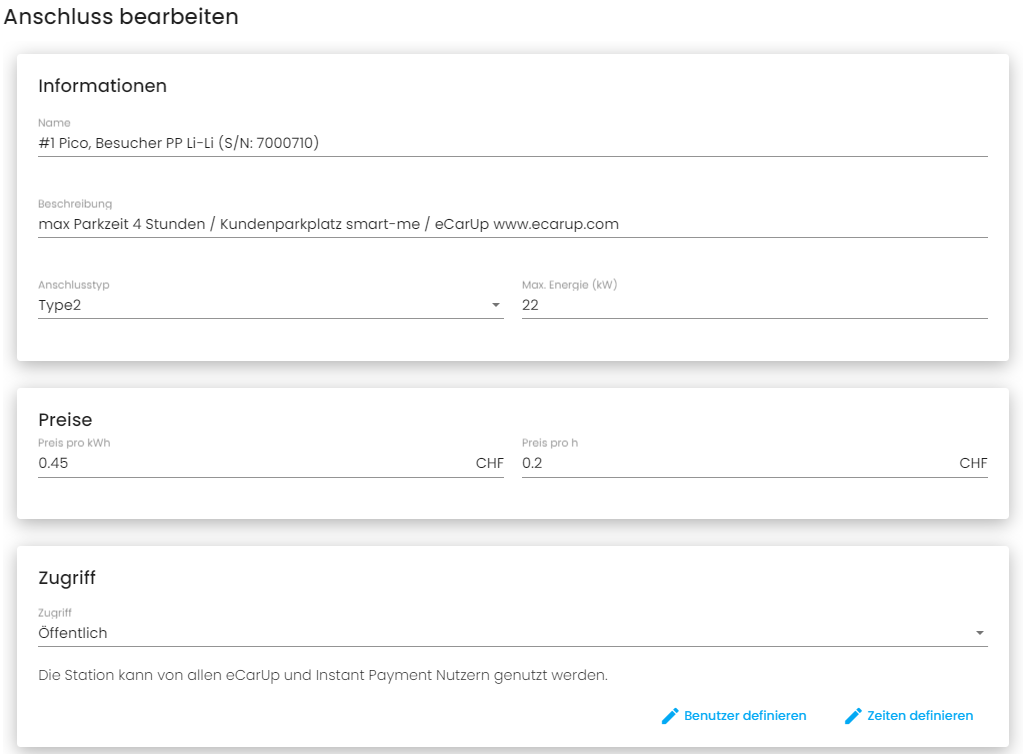 Anschluss bearbeiten
Informationen
Name
#1 Pico, Besucher PP Li-Li (S/N: 7000710)
Beschreibung
max Parkzeit 4 Stunden / Kundenparkplatz smart-me / eCarUp www.ecarup.com
Anschlusstyp
Max. Energie (kW)
Type2
22
Preise
Preis pro kWh
Preis pro h
0.45 CHF
0.2 CHF
Zugriff
Zugriff
Öffentlich
Die Station kann von allen eCarUp und Instant Payment Nutzern genutzt werden.
Benutzer definieren
Zeiten definieren